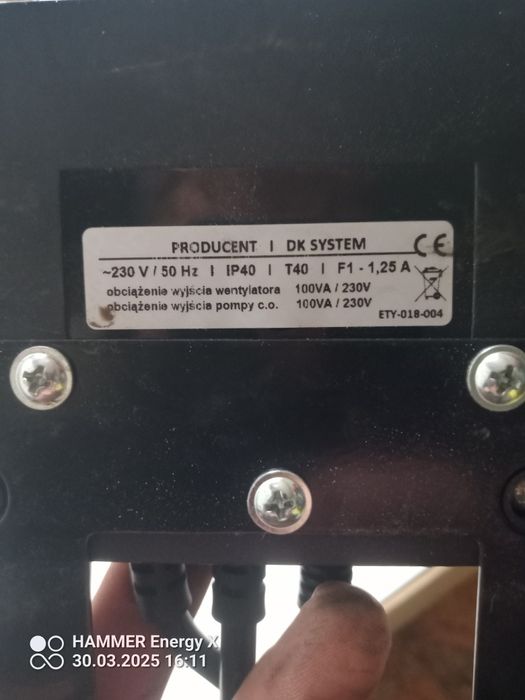 PRODUCENT | DK SYSTEM CE
~230 V / 50 Hz | IP40 | T40 | F1 - 1,25 A
obciążenie wyjścia wentylatora 100VA / 230V
obciążenie wyjścia pompy c.o. 100VA / 230V
ETY-018-004
HAMMER Energy X
30.03.2025 16:11